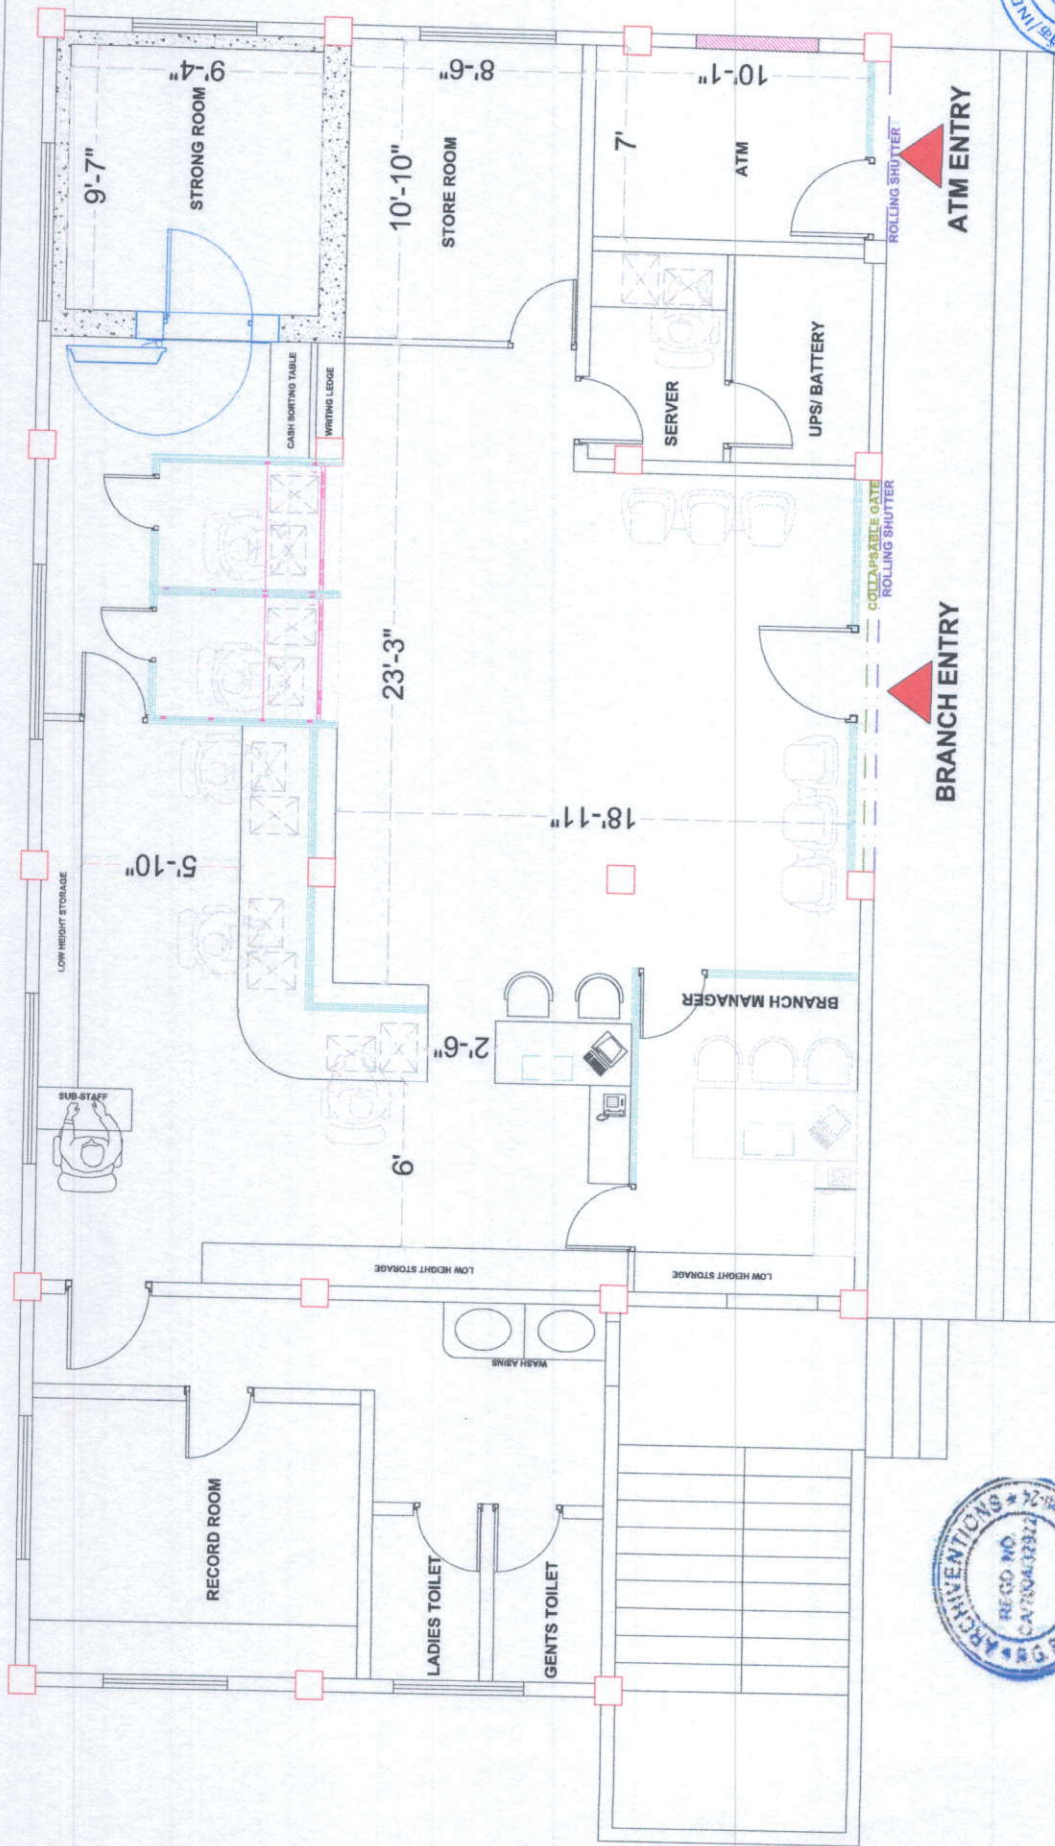 9'-7"
9'-4"
STRONG ROOM
8'-6"
10'-10"
STORE ROOM
10'-1"
7'
ATM
ROLLING SHUTTER
ATM ENTRY
CASH SORTING TABLE
WRITING LEDGE
SERVER
UPS/ BATTERY
COLLAPSABLE GATE
ROLLING SHUTTER
BRANCH ENTRY
23'-3"
18'-11"
5'-10"
LOW HEIGHT STORAGE
SUB-STAFF
2'-6"
6'
BRANCH MANAGER
LOW HEIGHT STORAGE
LOW HEIGHT STORAGE
WASH ASINS
RECORD ROOM
LADIES TOILET
GENTS TOILET
ARCHIVENTIONS
REGD NO.